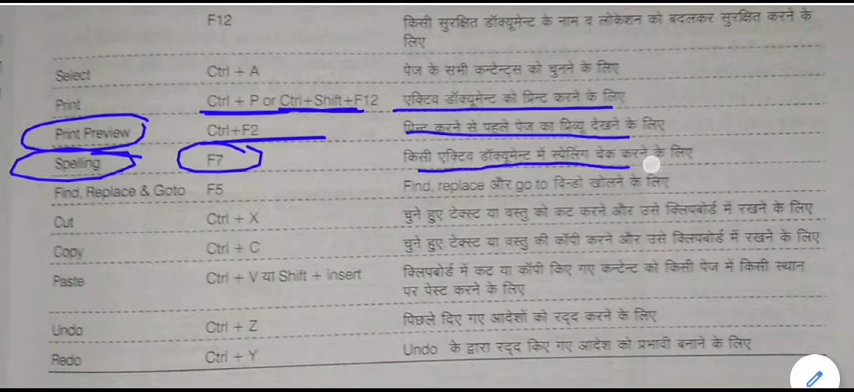 F12 किसी सुरक्षित डॉक्यूमेन्ट के नाम व लोकेशन को बदलकर सुरक्षित करने के
लिए
Select Ctrl + A पेज के सभी कन्टेन्ट्स को चुनने के लिए
Print Ctrl + P or Ctrl+Shift+F12 एक्टिव डॉक्यूमेन्ट को प्रिन्ट करने के लिए
Print Preview Ctrl+F2 प्रिन्ट करने से पहले पेज का प्रिव्यू देखने के लिए
Spelling F7 किसी एक्टिव डॉक्यूमेन्ट में स्पेलिंग चेक करने के लिए
Find, Replace & Goto F5 Find, replace और go to विन्डो खोलने के लिए
Cut Ctrl + X चुने हुए टेक्स्ट या वस्तु को कट करने और उसे क्लिपबोर्ड में रखने के लिए
Copy Ctrl + C चुने हुए टेक्स्ट या वस्तु की कॉपी करने और उसे क्लिपबोर्ड में रखने के लिए
Paste Ctrl + V या Shift + insert क्लिपबोर्ड में कट या कॉपी किए गए कन्टेन्ट को किसी पेज में किसी स्थान
पर पेस्ट करने के लिए
Undo Ctrl + Z पिछले दिए गए आदेशों को रद्द करने के लिए
Redo Ctrl + Y Undo के द्वारा रद्द किए गए आदेश को प्रभावी बनाने के लिए